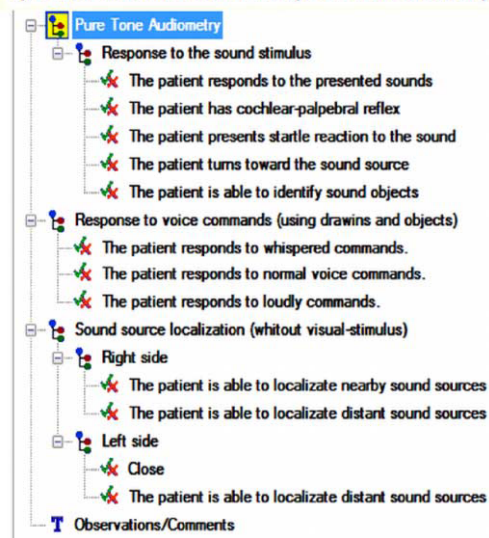 Pure Tone Audiometry
Response to the sound stimulus
The patient responds to the presented sounds
The patient has cochlear-palpebral reflex
The patient presents startle reaction to the sound
The patient turns toward the sound source
The patient is able to identify sound objects
Response to voice commands (using drawins and objects)
The patient responds to whispered commands.
The patient responds to normal voice commands.
The patient responds to loudly commands.
Sound source localization (whitout visual-stimulus)
Right side
The patient is able to localizate nearby sound sources
The patient is able to localizate distant sound sources
Left side
Close
The patient is able to localizate distant sound sources
T Observations/Comments